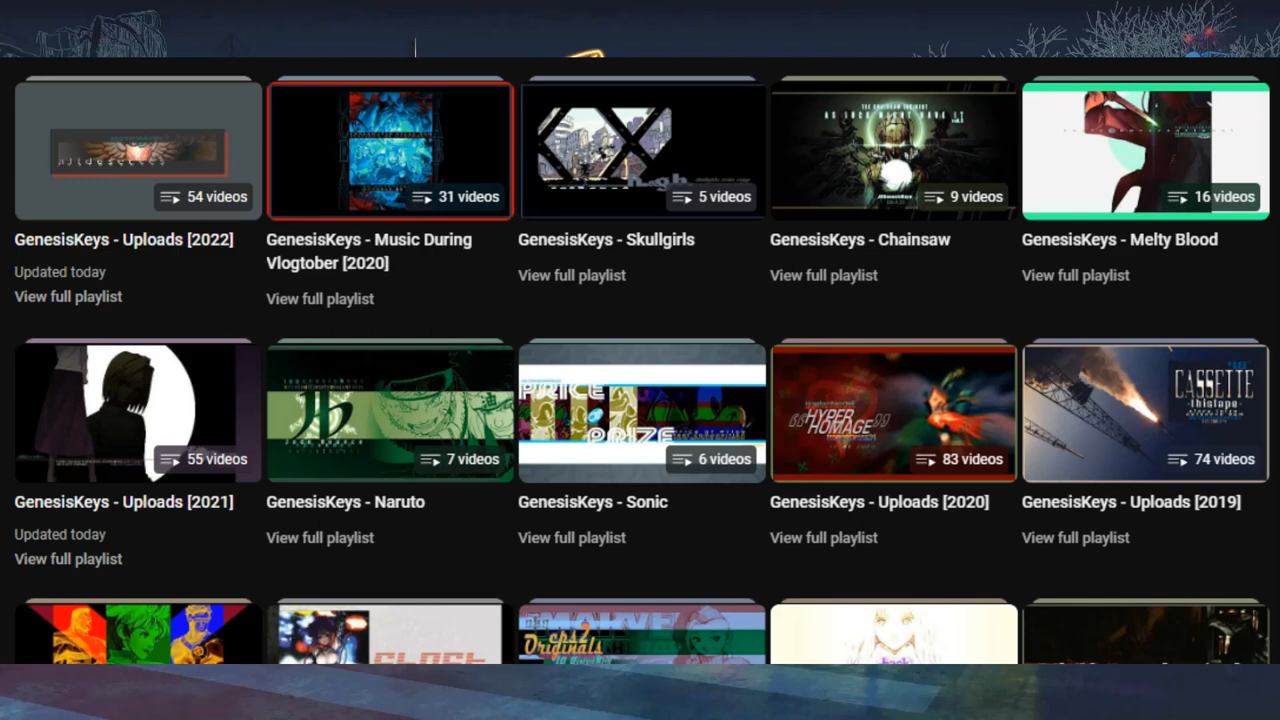 54 videos
31 videos
5 videos
9 videos
16 videos
GenesisKeys - Uploads [2022]
Updated today
View full playlist
GenesisKeys - Music During
Vlogtober [2020]
View full playlist
GenesisKeys - Skullgirls
View full playlist
GenesisKeys - Chainsaw
View full playlist
GenesisKeys - Melty Blood
View full playlist
PRICE
PRIZE
"HYPER
HOMAGE"
CASSETTE
55 videos
7 videos
6 videos
83 videos
74 videos
GenesisKeys - Uploads [2021]
Updated today
View full playlist
GenesisKeys - Naruto
View full playlist
GenesisKeys - Sonic
View full playlist
GenesisKeys - Uploads [2020]
View full playlist
GenesisKeys - Uploads [2019]
View full playlist
cps2
Originals